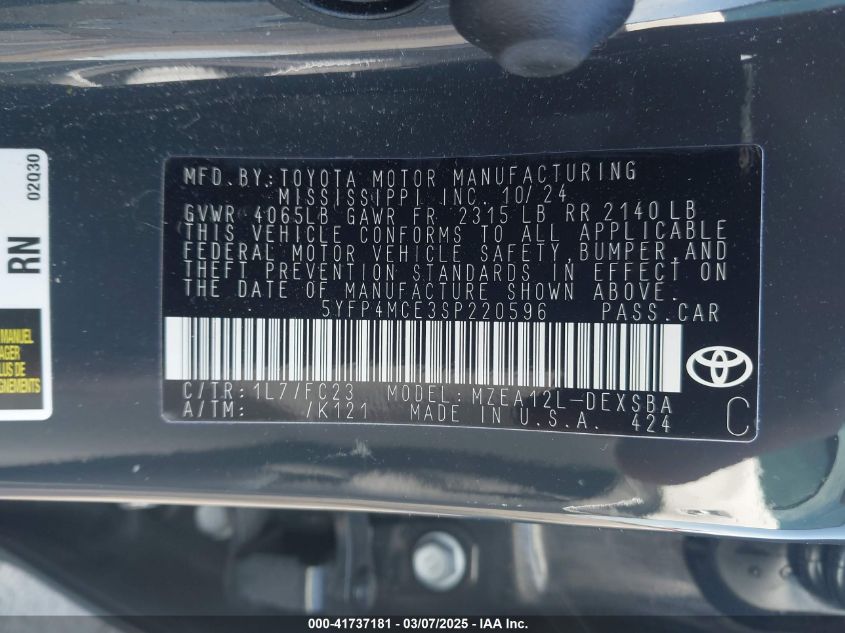 MFD. BY: TOYOTA MOTOR MANUFACTURING
MISSISSIPPI INC. 10/24
GVWR 4065LB GAWR FR 2315 LB RR 2140 LB
THIS VEHICLE CONFORMS TO ALL APPLICABLE
FEDERAL MOTOR VEHICLE SAFETY, BUMPER, AND
THEFT PREVENTION STANDARDS IN EFFECT ON
THE DATE OF MANUFACTURE SHOWN ABOVE.
5YFP4MCE3SP220596 PASS. CAR
C/TR: 1L7/FC23 MODEL: MZEA12L-DEXSBA
A/TM: /K121 MADE IN U.S.A. 424
C
RN
02030
MANUEL
LUS DE
000-41737181 - 03/07/2025 - IAA Inc.